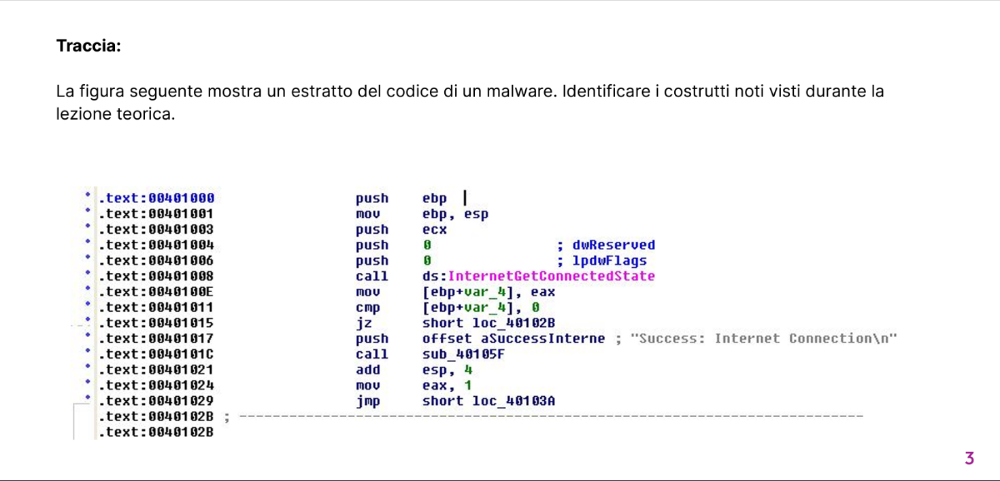 Traccia:
La figura seguente mostra un estratto del codice di un malware. Identificare i costrutti noti visti durante la
lezione teorica.
.text:00401000 push ebp
.text:00401001 mov ebp, esp
.text:00401003 push ecx
.text:00401004 push 0 ; dwReserved
.text:00401006 push 0 ; lpdwFlags
.text:00401008 call ds:InternetGetConnectedState
.text:0040100E mov [ebp+var_4], eax
.text:00401011 cmp [ebp+var_4], 0
.text:00401015 jz short loc_40102B
.text:00401017 push offset aSuccessInterne ; "Success: Internet Connection\n"
.text:0040101C call sub_40105F
.text:00401021 add esp, 4
.text:00401024 mov eax, 1
.text:00401029 jmp short loc_40103A
.text:0040102B ; ---------------------------------------------------------------------------
.text:0040102B
3